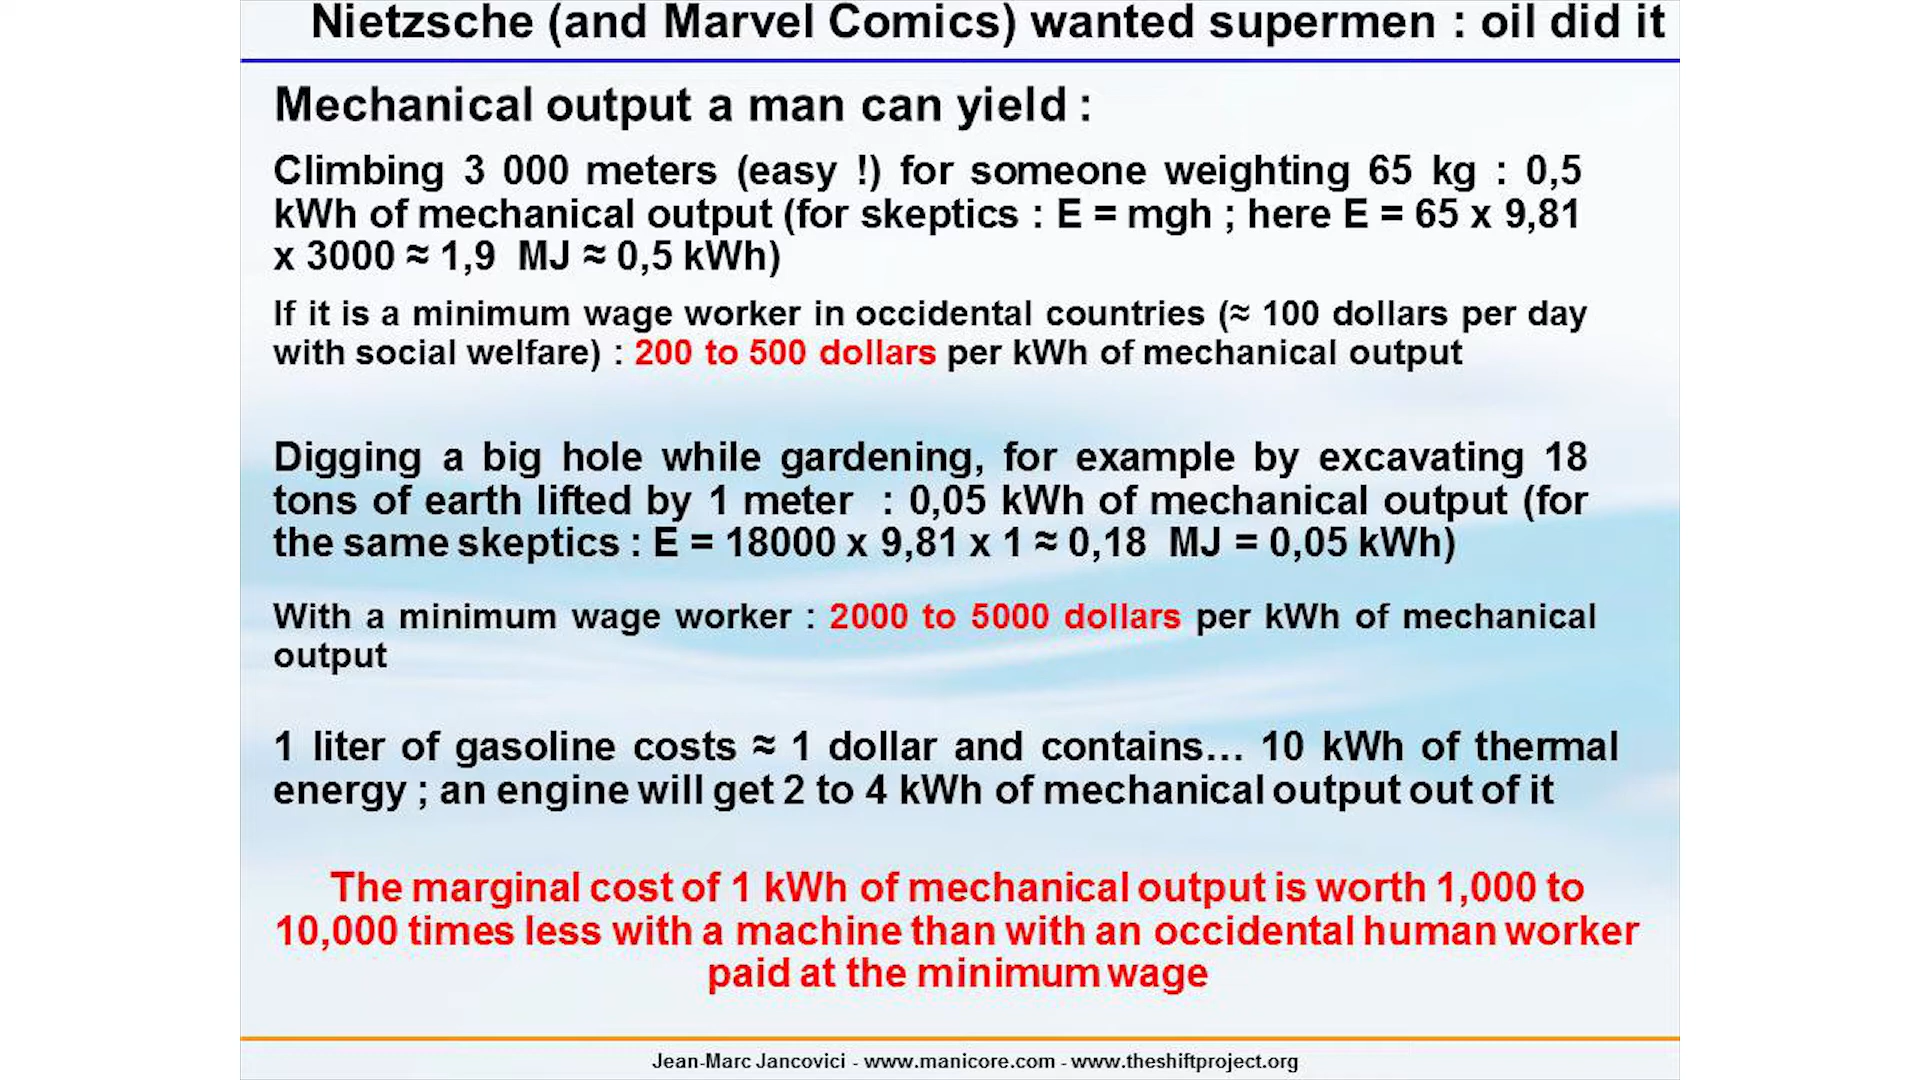 Nietzsche (and Marvel Comics) wanted supermen : oil did it
Mechanical output a man can yield :
Climbing 3 000 meters (easy !) for someone weighting 65 kg : 0,5
kWh of mechanical output (for skeptics : E = mgh ; here E = 65 x 9,81
x 3000 ≈ 1,9 MJ ≈ 0,5 kWh)
If it is a minimum wage worker in occidental countries (≈ 100 dollars per day
with social welfare) : 200 to 500 dollars per kWh of mechanical output
Digging a big hole while gardening, for example by excavating 18
tons of earth lifted by 1 meter : 0,05 kWh of mechanical output (for
the same skeptics : E = 18000 x 9,81 x 1 ≈ 0,18 MJ = 0,05 kWh)
With a minimum wage worker : 2000 to 5000 dollars per kWh of mechanical
output
1 liter of gasoline costs ≈ 1 dollar and contains... 10 kWh of thermal
energy ; an engine will get 2 to 4 kWh of mechanical output out of it
The marginal cost of 1 kWh of mechanical output is worth 1,000 to
10,000 times less with a machine than with an occidental human worker
paid at the minimum wage
Jean-Marc Jancovici - www.manicore.com - www.theshiftproject.org